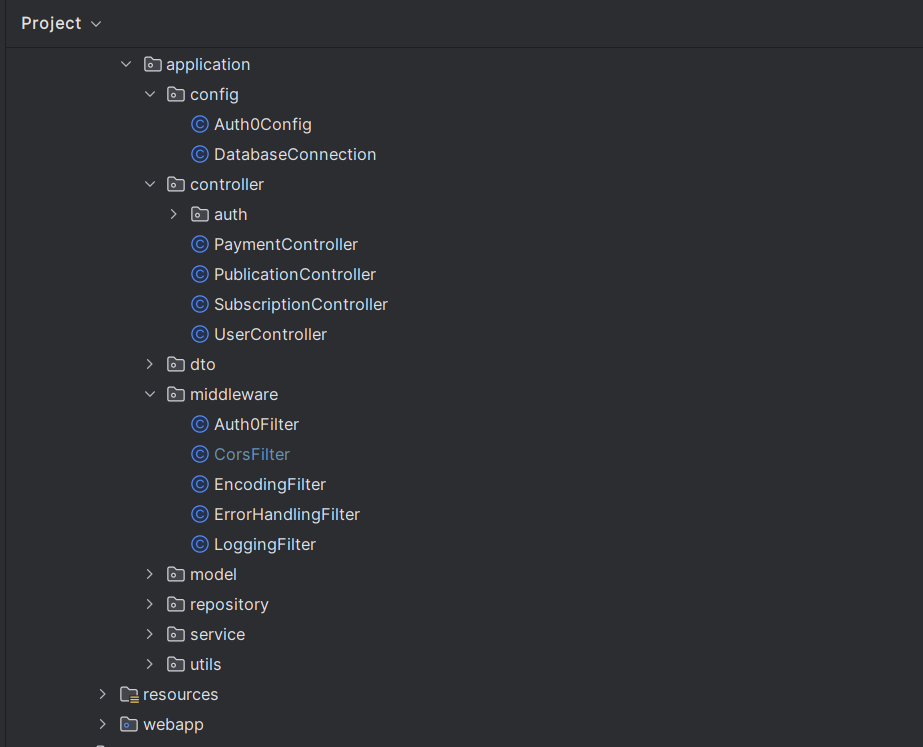 Project
application
config
Auth0Config
DatabaseConnection
controller
auth
PaymentController
PublicationController
SubscriptionController
UserController
dto
middleware
Auth0Filter
CorsFilter
EncodingFilter
ErrorHandlingFilter
LoggingFilter
model
repository
service
utils
resources
webapp